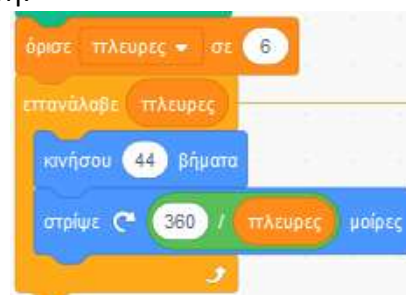 όρισε πλευρες σε 6
επανάλαβε πλευρες
κινήσου 44 βήματα
στρίψε 360 / πλευρες μοίρες